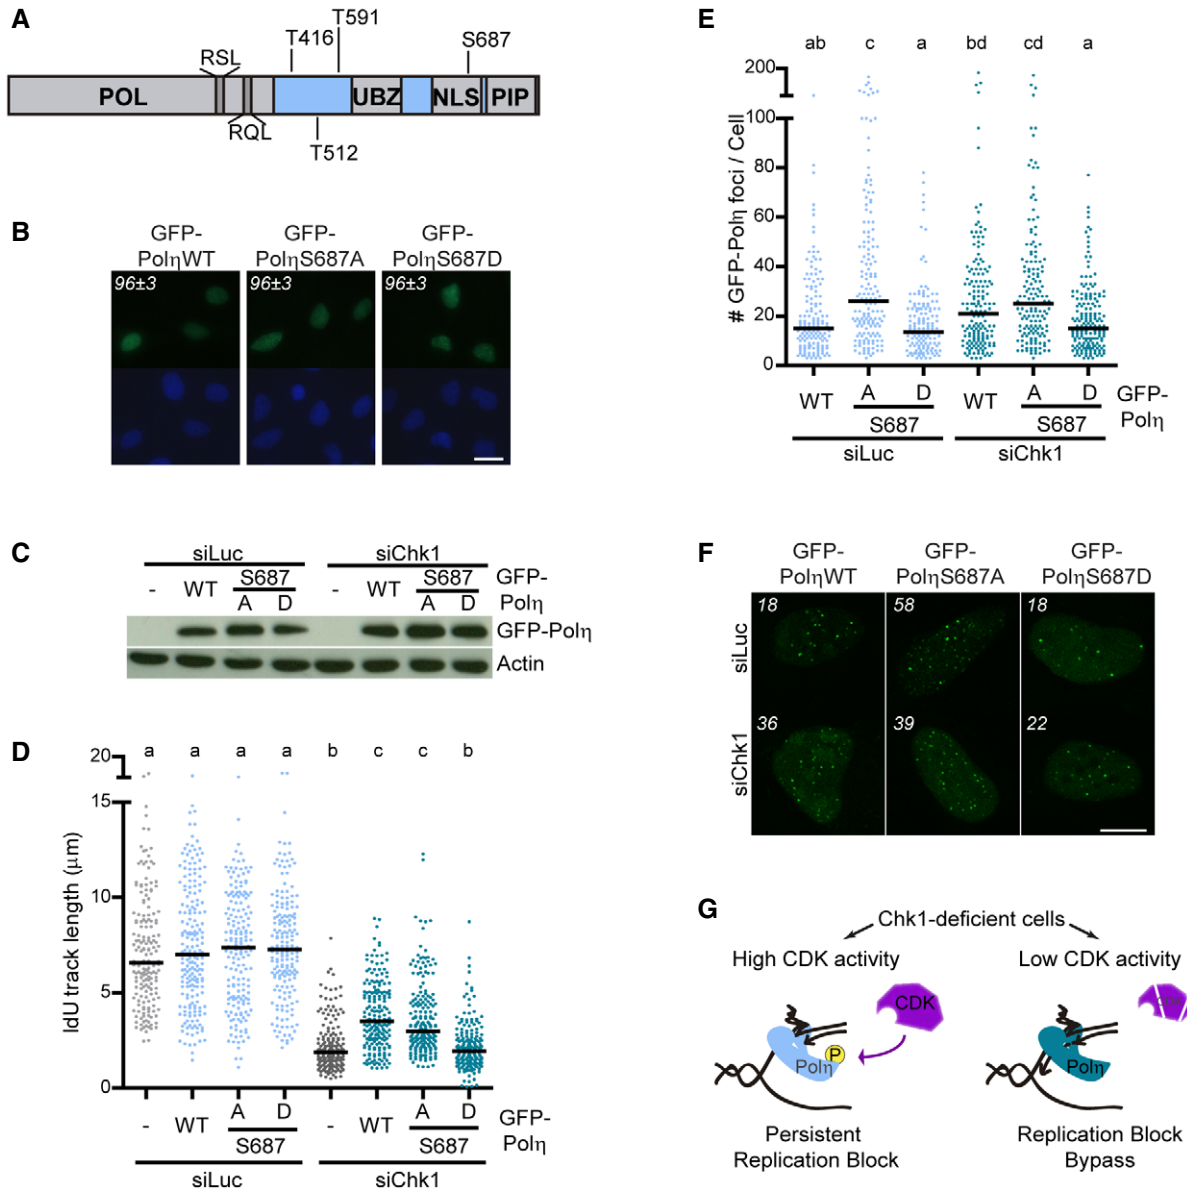 A
T591
T416
S687
RSL
POL
UBZ
NLS
PIP
RQL
T512
B
GFP-
PolηWT
GFP-
PolηS687A
GFP-
PolηS687D
96±3
96±3
96±3
C
siLuc
siChk1
- WT S687 - WT S687 GFP-
A D A D Polη
GFP-Polη
Actin
D
a a a a b c c b
20
15
10
5
0
IdU track length (μm)
- WT A D - WT A D GFP-
S687 S687 Polη
siLuc siChk1
E
ab c a bd cd a
200
100
80
60
40
20
0
# GFP-Polη foci / Cell
WT A D WT A D GFP-
S687 S687 Polη
siLuc siChk1
F
GFP-
PolηWT
GFP-
PolηS687A
GFP-
PolηS687D
siLuc
18 58 18
siChk1
36 39 22
G
Chk1-deficient cells
High CDK activity
Low CDK activity
CDK
CDK
P
Polη
Polη
Persistent
Replication Block
Replication Block
Bypass